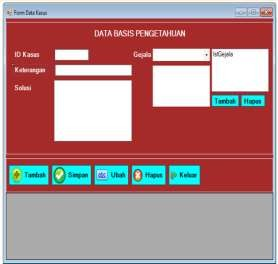 Form Data Kasus
DATA BASIS PENGETAHUAN
ID Kasus
Gejala
lstGejala
Keterangan
Solusi
Tambah
Hapus
Tambah
Simpan
abc
Ubah
Hapus
Keluar